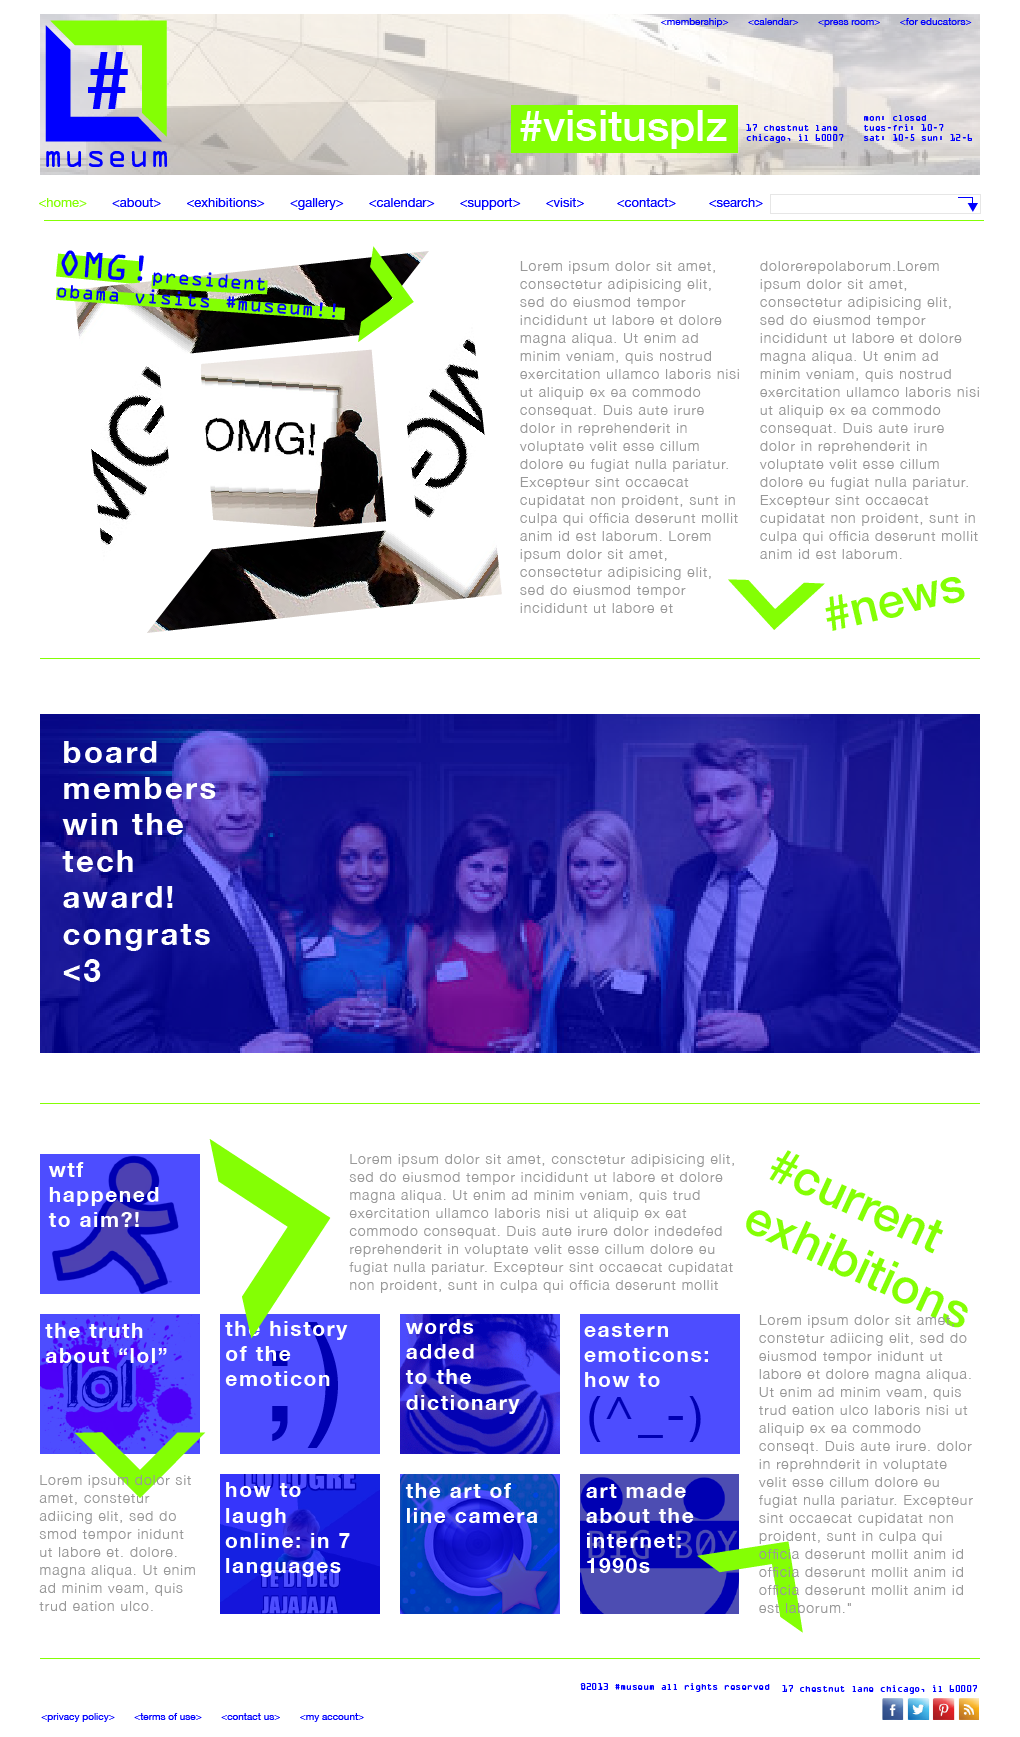 <membership> <calendar> <press room> <for educators>
#
museum
#visitusplz
17 chestnut lane
chicago, il 60007
mon: closed
tues-fri: 10-7
sat: 10-5 sun: 12-6
<home> <about> <exhibitions> <gallery> <calendar> <support> <visit> <contact> <search>
OMG! president
obama visits #museum!!
OMG!
Lorem ipsum dolor sit amet,
consectetur adipisicing elit,
sed do eiusmod tempor
incididunt ut labore et dolore
magna aliqua. Ut enim ad
minim veniam, quis nostrud
exercitation ullamco laboris nisi
ut aliquip ex ea commodo
consequat. Duis aute irure
dolor in reprehenderit in
voluptate velit esse cillum
dolore eu fugiat nulla pariatur.
Excepteur sint occaecat
cupidatat non proident, sunt in
culpa qui officia deserunt mollit
anim id est laborum. Lorem
ipsum dolor sit amet,
consectetur adipisicing elit,
sed do eiusmod tempor
incididunt ut labore et
dolorerepolaborum.Lorem
ipsum dolor sit amet,
consectetur adipisicing elit,
sed do eiusmod tempor
incididunt ut labore et dolore
magna aliqua. Ut enim ad
minim veniam, quis nostrud
exercitation ullamco laboris nisi
ut aliquip ex ea commodo
consequat. Duis aute irure
dolor in reprehenderit in
voluptate velit esse cillum
dolore eu fugiat nulla pariatur.
Excepteur sint occaecat
cupidatat non proident, sunt in
culpa qui officia deserunt mollit
anim id est laborum.
#news
board
members
win the
tech
award!
congrats
<3
wtf
happened
to aim?!
Lorem ipsum dolor sit amet, consctetur adipisicing elit,
sed do eiusmod tempor incididunt ut labore et dolore
magna aliqua. Ut enim ad minim veniam, quis trud
exercitation ullamco laboris nisi ut aliquip ex eat
commodo consequat. Duis aute irure dolor indedefed
reprehenderit in voluptate velit esse cillum dolore eu
fugiat nulla pariatur. Excepteur sint occaecat cupidatat
non proident, sunt in culpa qui officia deserunt mollit
#current
exhibitions
the truth
about “lol”
lol
the history
of the
emoticon
;)
words
added
to the
dictionary
eastern
emoticons:
how to
(^_-)
Lorem ipsum dolor sit amet,
constetur adiicing elit, sed do
eiusmod tempor inidunt ut
labore et dolore magna aliqua.
Ut enim ad minim veam, quis
trud eation ulco laboris nisi ut
aliquip ex ea commodo
conseqt. Duis aute irure. dolor
in reprehnderit in voluptate
velit esse cillum dolore eu
fugiat nulla pariatur. Excepteur
sint occaecat cupidatat non
proident, sunt in culpa qui
officia deserunt mollit anim id
officia deserunt mollit anim id
officia deserunt mollit anim id
est laborum."
Lorem ipsum dolor sit
amet, constetur
adiicing elit, sed do
smod tempor inidunt
ut labore et. dolore.
magna aliqua. Ut enim
ad minim veam, quis
trud eation ulco.
how to
laugh
online: in 7
languages
TE DI DEO
JAJAJAJA
the art of
line camera
art made
about the
internet:
1990s
BIG BOY
©2013 #museum all rights reserved 17 chestnut lane chicago, il 60007
<privacy policy> <terms of use> <contact us> <my account>